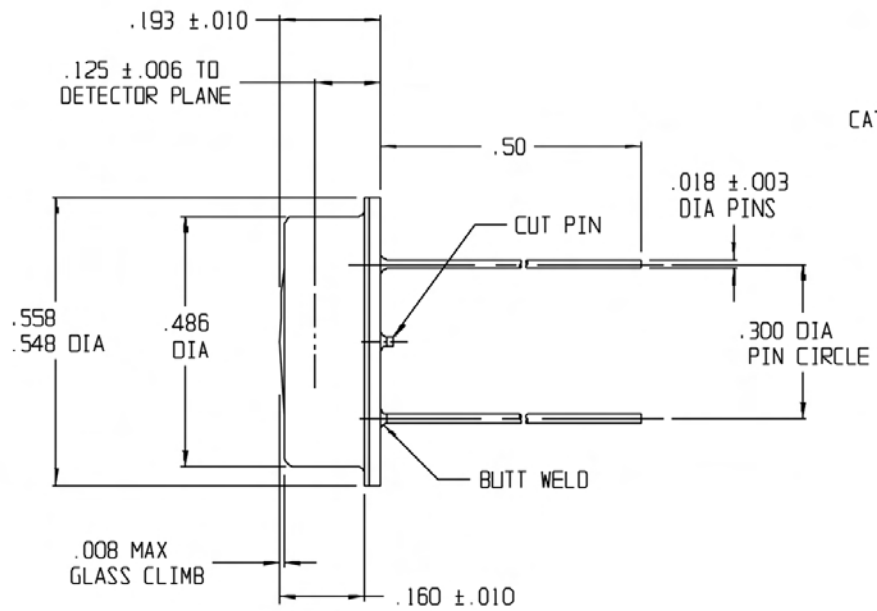 .193 ±.010
.125 ±.006 TO
DETECTOR PLANE
CAT
.50
.018 ±.003
DIA PINS
CUT PIN
.558
.548 DIA
.486
DIA
.300 DIA
PIN CIRCLE
BUTT WELD
.008 MAX
GLASS CLIMB
.160 ±.010